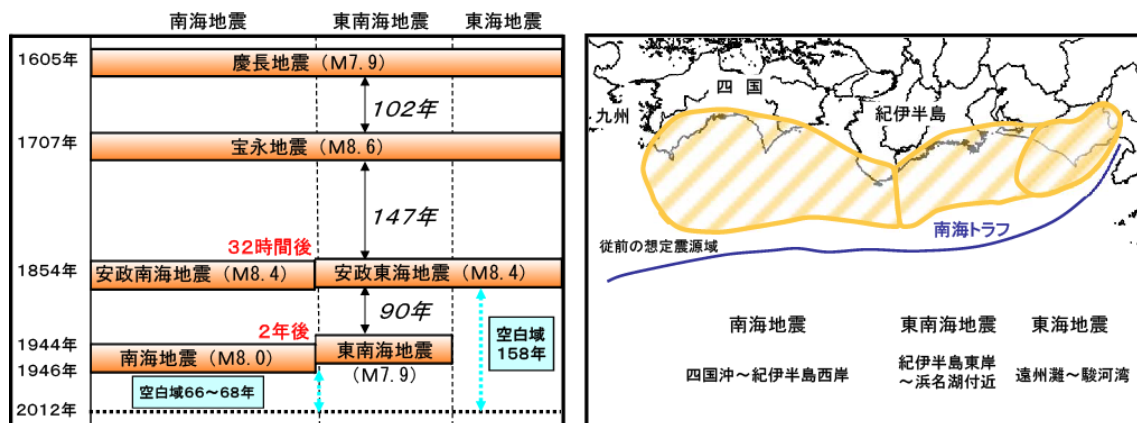 南海地震
東南海地震
東海地震
1605年
慶長地震（M7.9）
102年
1707年
宝永地震（M8.6）
147年
32時間後
1854年
安政南海地震（M8.4）
安政東海地震（M8.4）
90年
2年後
空白域
158年
1944年
南海地震（M8.0）
東南海地震
（M7.9）
1946年
空白域66～68年
2012年
四 国
九州
紀伊半島
南海トラフ
従前の想定震源域
南海地震
東南海地震
東海地震
四国沖～紀伊半島西岸
紀伊半島東岸
～浜名湖付近
遠州灘～駿河湾